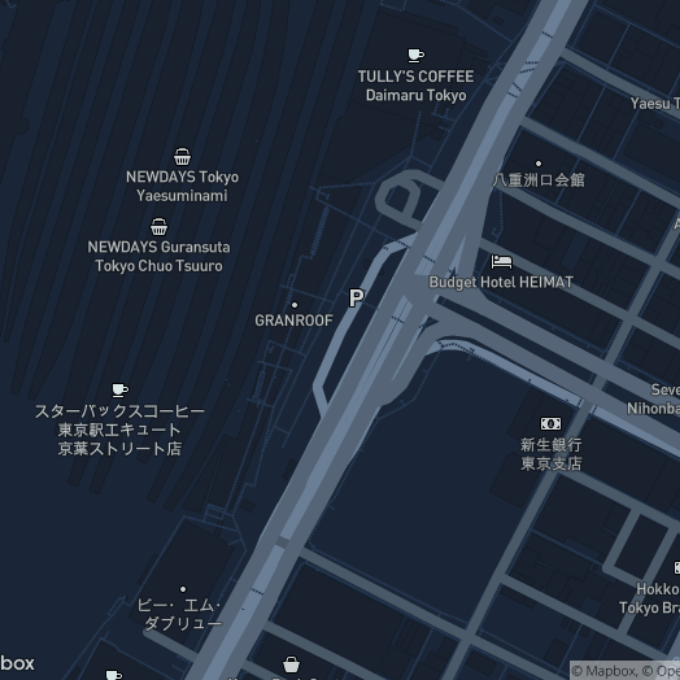 TULLY'S COFFEE
Daimaru Tokyo
Yaesu T
NEWDAYS Tokyo
Yaesuminami
八重洲口会館
NEWDAYS Guransuta
Tokyo Chuo Tsuuro
Budget Hotel HEIMAT
P
GRANROOF
スターバックスコーヒー
東京駅エキュート
京葉ストリート店
Seve
Nihonba
新生銀行
東京支店
Hokko
Tokyo Bra
ビー・エム・
ダブリュー
box
© Mapbox, © Ope